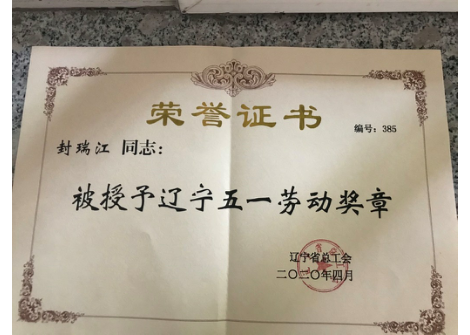 荣誉证书
编号：385
封瑞江 同志：
被授予辽宁五一劳动奖章
辽宁省总工会
二〇二〇年四月